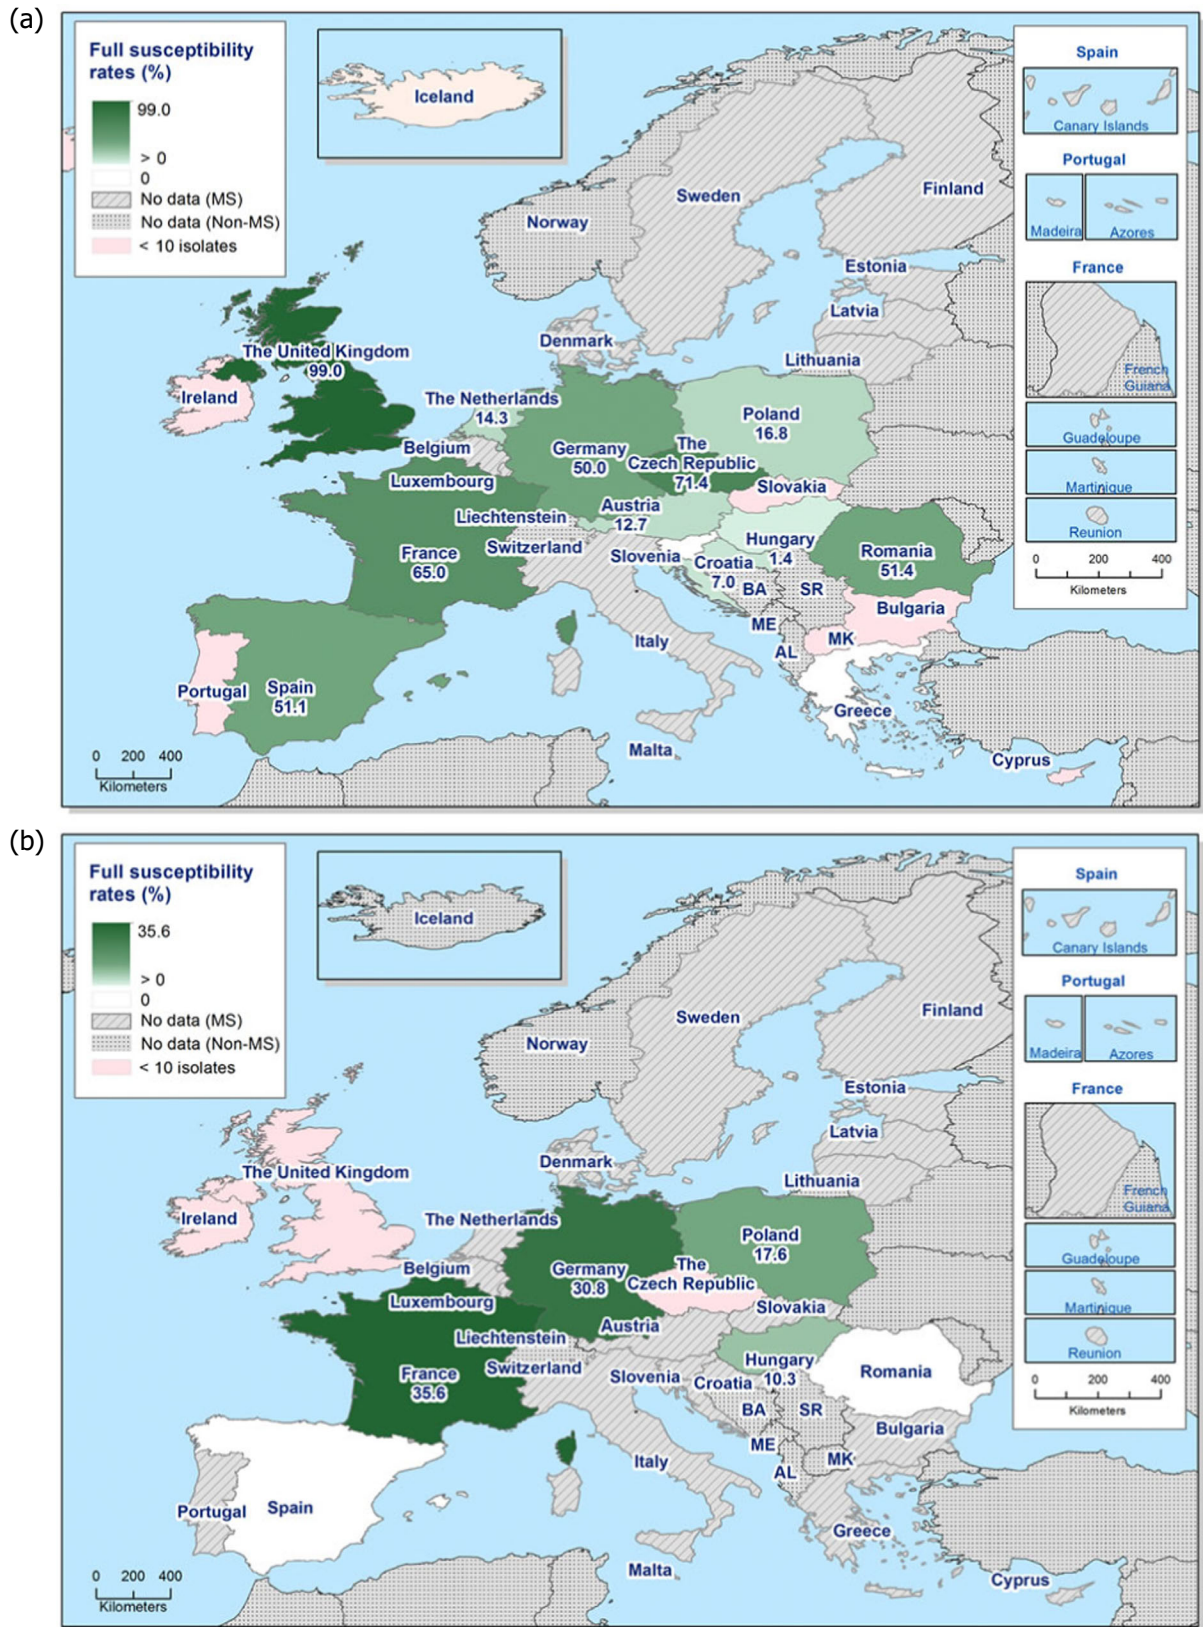 (a)
Full susceptibility
rates (%)
99.0
> 0
0
No data (MS)
No data (Non-MS)
< 10 isolates
Iceland
Spain
Canary Islands
Portugal
Madeira
Azores
France
French
Guiana
Guadeloupe
Martinique
Reunion
0 200 400
Kilometers
Norway
Sweden
Finland
Estonia
Latvia
Lithuania
Denmark
The United Kingdom
99.0
Ireland
The Netherlands
14.3
Belgium
Luxembourg
Germany
50.0
Poland
16.8
The
Czech Republic
71.4
Slovakia
Austria
12.7
Liechtenstein
Switzerland
France
65.0
Slovenia
Hungary
1.4
Croatia
7.0
Romania
51.4
BA
SR
Bulgaria
ME
MK
AL
Italy
Portugal
Spain
51.1
Greece
Malta
Cyprus
0 200 400
Kilometers
(b)
Full susceptibility
rates (%)
35.6
> 0
0
No data (MS)
No data (Non-MS)
< 10 isolates
Iceland
Spain
Canary Islands
Portugal
Madeira
Azores
France
French
Guiana
Guadeloupe
Martinique
Reunion
0 200 400
Kilometers
Norway
Sweden
Finland
Estonia
Latvia
Lithuania
Denmark
The United Kingdom
Ireland
The Netherlands
Belgium
Luxembourg
Germany
30.8
Poland
17.6
The
Czech Republic
Slovakia
Austria
Liechtenstein
Switzerland
France
35.6
Slovenia
Hungary
10.3
Croatia
Romania
BA
SR
Bulgaria
ME
MK
AL
Italy
Portugal
Spain
Greece
Malta
Cyprus
0 200 400
Kilometers